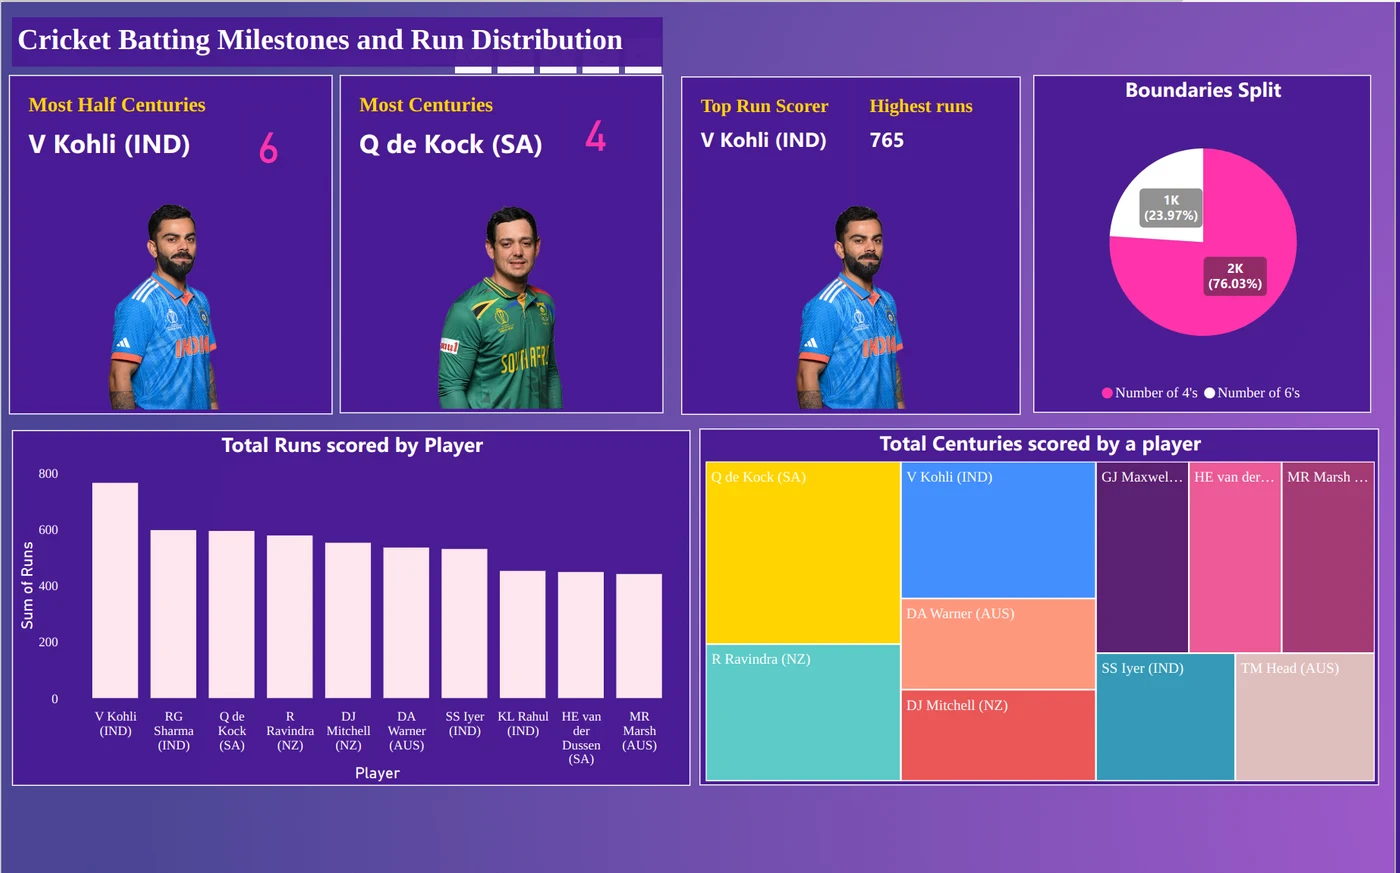 Cricket Batting Milestones and Run Distribution
Most Half Centuries
V Kohli (IND)
6
Most Centuries
Q de Kock (SA)
4
Top Run Scorer
Highest runs
V Kohli (IND)
765
Boundaries Split
1K
(23.97%)
2K
(76.03%)
Number of 4's
Number of 6's
INDIA
Total Runs scored by Player
Sum of Runs
800
600
400
200
0
V Kohli
(IND)
RG
Sharma
(IND)
Q de
Kock
(SA)
R
Ravindra
(NZ)
DJ
Mitchell
(NZ)
DA
Warner
(AUS)
SS Iyer
(IND)
KL Rahul
(IND)
HE van
der
Dussen
(SA)
MR
Marsh
(AUS)
Player
Total Centuries scored by a player
Q de Kock (SA)
V Kohli (IND)
GJ Maxwel...
HE van der...
MR Marsh ...
DA Warner (AUS)
R Ravindra (NZ)
SS Iyer (IND)
TM Head (AUS)
DJ Mitchell (NZ)